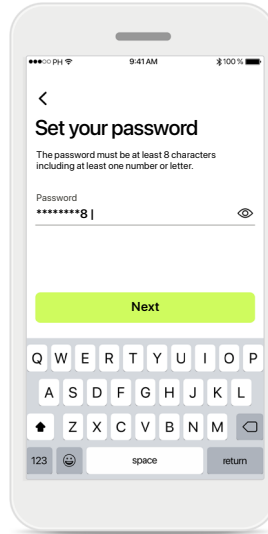 PH 9:41 AM 100 %
Set your password
The password must be at least 8 characters
including at least one number or letter.
Password
********8 |
Next
Q W E R T Y U I O P
A S D F G H J K L
Z X C V B N M
123 space return